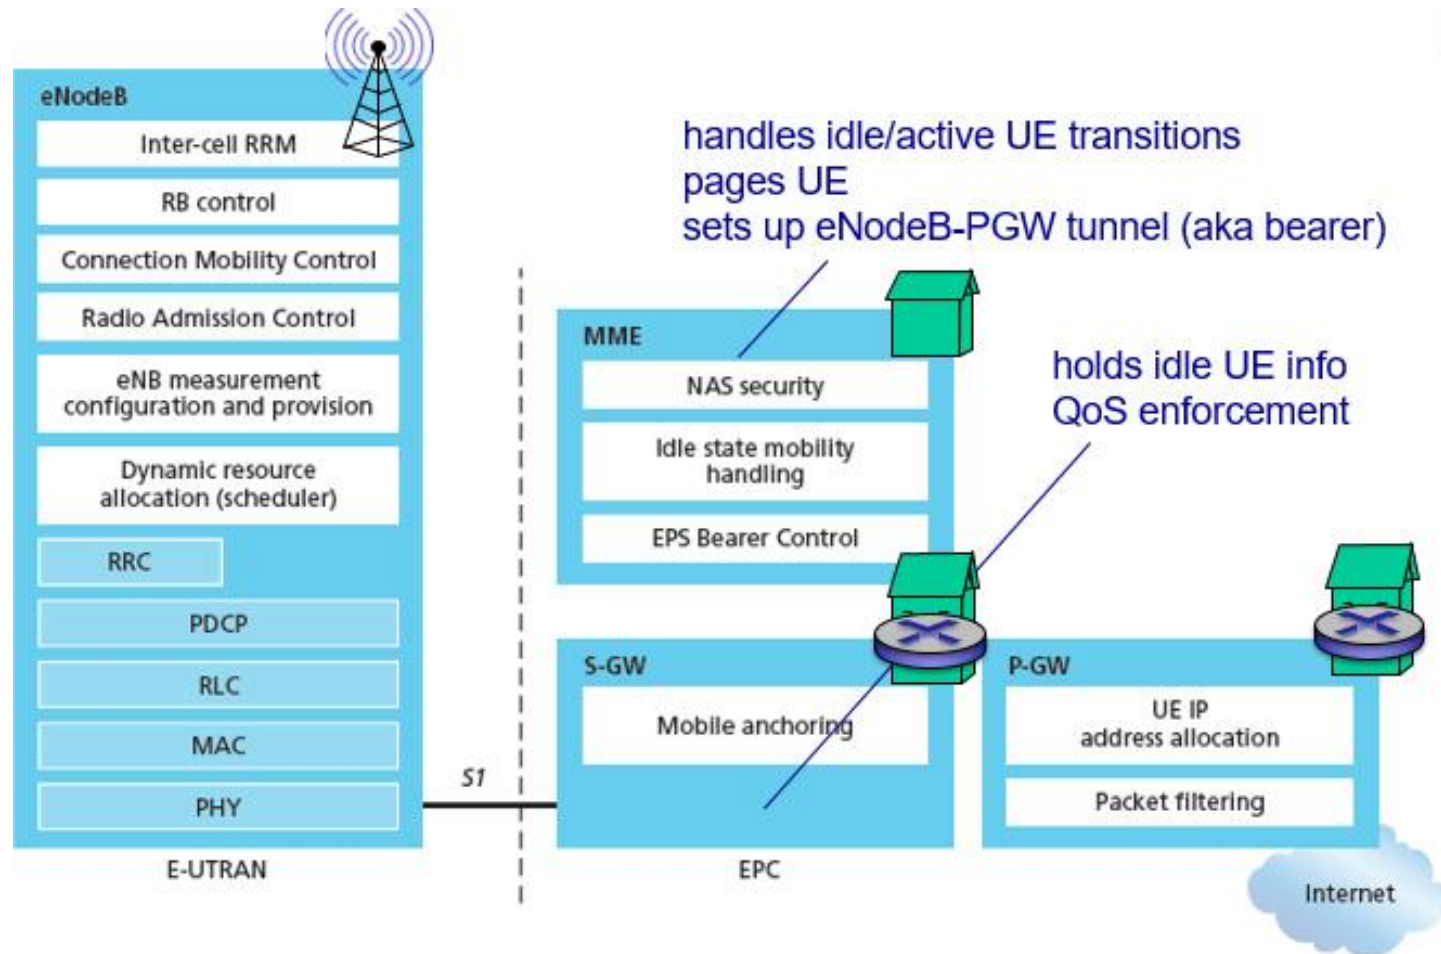 eNodeB
Inter-cell RRM
RB control
Connection Mobility Control
Radio Admission Control
eNB measurement
configuration and provision
Dynamic resource
allocation (scheduler)
RRC
PDCP
RLC
MAC
PHY
E-UTRAN
S1
handles idle/active UE transitions
pages UE
sets up eNodeB-PGW tunnel (aka bearer)
MME
NAS security
Idle state mobility
handling
EPS Bearer Control
holds idle UE info
QoS enforcement
S-GW
Mobile anchoring
EPC
P-GW
UE IP
address allocation
Packet filtering
Internet